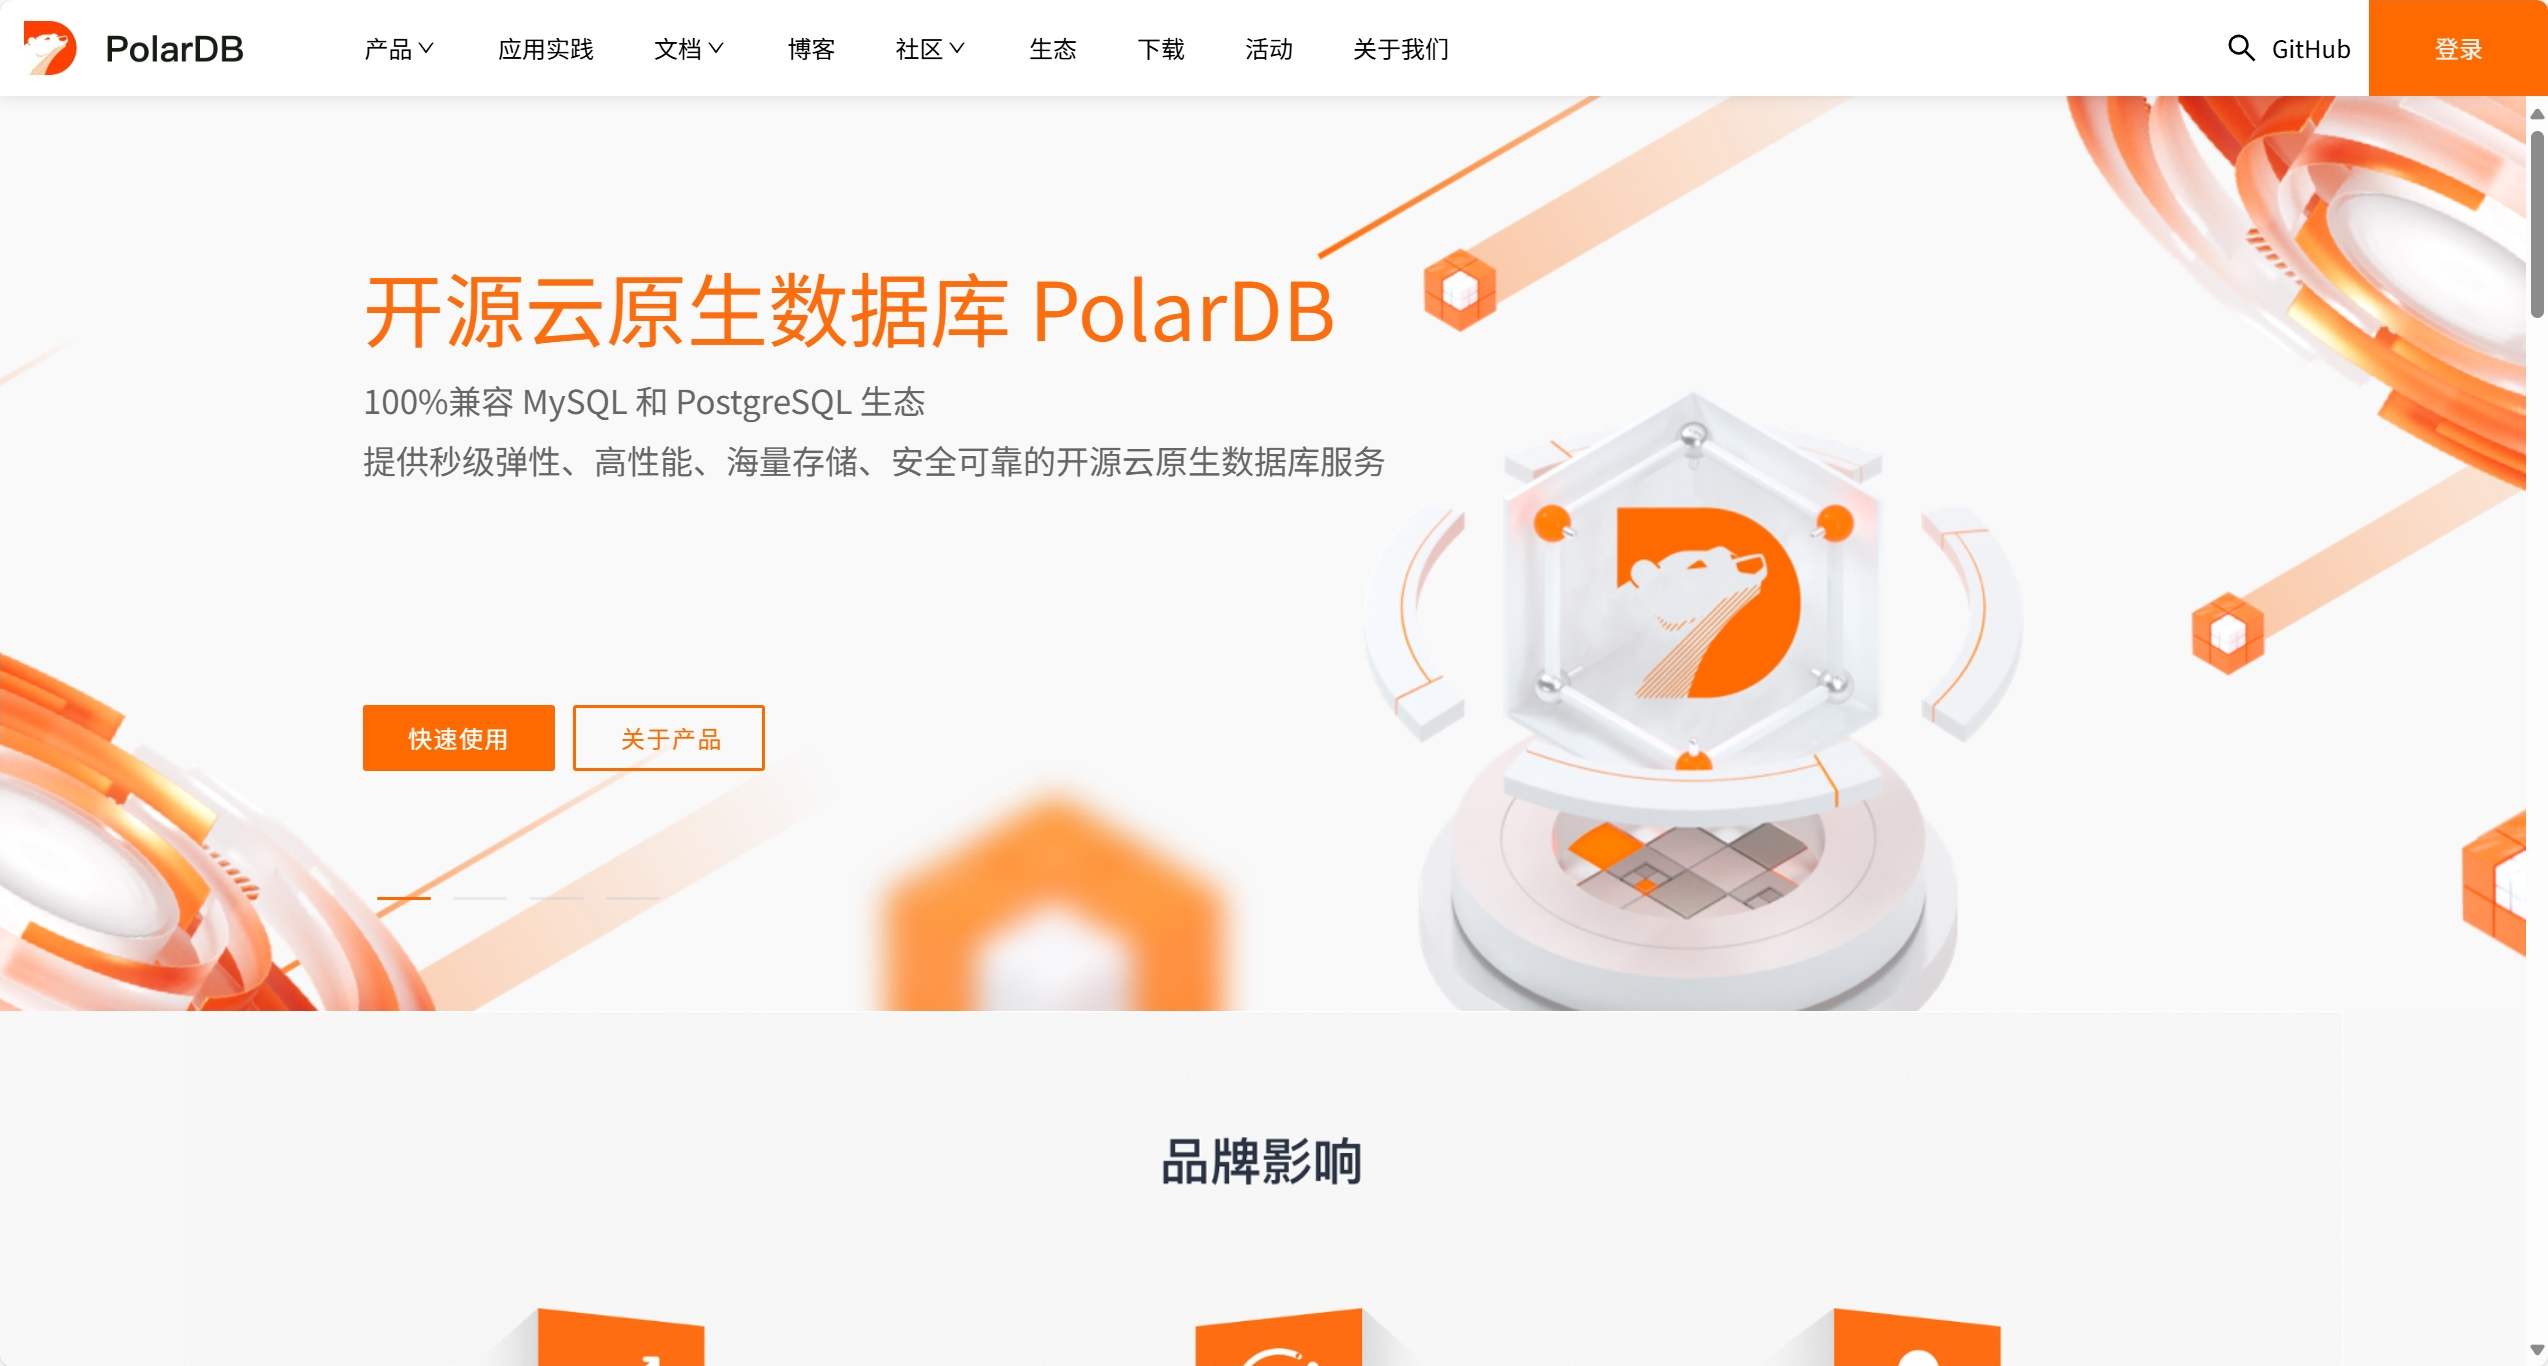 PolarDB
产品 应用实践 文档 博客 社区 生态 下载 活动 关于我们
GitHub 登录
开源云原生数据库 PolarDB
100%兼容 MySQL 和 PostgreSQL 生态
提供秒级弹性、高性能、海量存储、安全可靠的开源云原生数据库服务
快速使用 关于产品
品牌影响